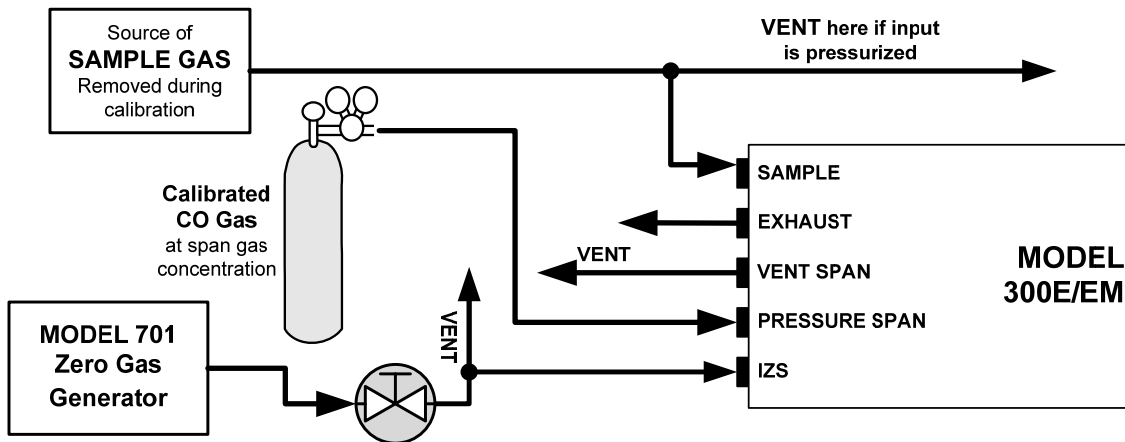 Source of
SAMPLE GAS
Removed during
calibration
VENT here if input
is pressurized
Calibrated
CO Gas
at span gas
concentration
MODEL 701
Zero Gas
Generator
VENT
VENT
SAMPLE
EXHAUST
VENT SPAN
PRESSURE SPAN
IZS
MODEL
300E/EM